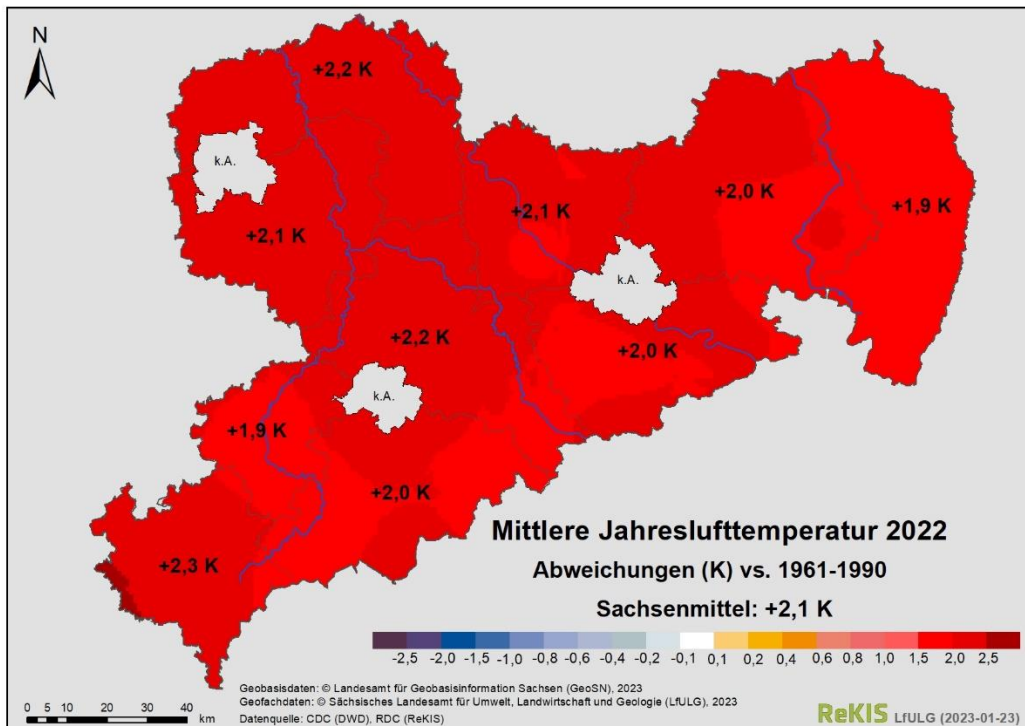 N
+2,2 K
k.A.
+2,0 K
+1,9 K
+2,1 K
+2,1 K
k.A.
+2,2 K
+2,0 K
k.A.
+1,9 K
+2,0 K
+2,3 K
Mittlere Jahreslufttemperatur 2022
Abweichungen (K) vs. 1961-1990
Sachsenmittel: +2,1 K
-2,5 -2,0 -1,5 -1,0 -0,8 -0,6 -0,4 -0,2 -0,1 0,1 0,2 0,4 0,6 0,8 1,0 1,5 2,0 2,5
Geobasisdaten: © Landesamt für Geobasisinformation Sachsen (GeoSN), 2023
Geofachdaten: © Sächsisches Landesamt für Umwelt, Landwirtschaft und Geologie (LfULG), 2023
Datenquelle: CDC (DWD), RDC (ReKIS)
0 5 10 20 30 40
km
ReKIS LfULG (2023-01-23)